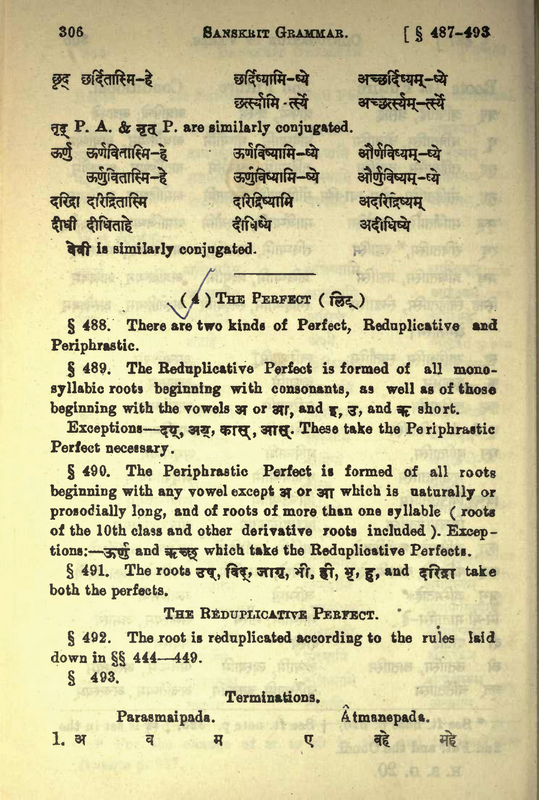 306 SANSKRIT GRAMMAR. [ § 487-493
छृद् छर्दितास्मि-हे छर्दिष्यामि-ष्ये अच्छर्दिष्यम्-ष्ये
छर्त्स्यामि-र्त्स्ये अच्छर्त्स्यम्-र्त्स्ये
तृद् P. A. & नृत् P. are similarly conjugated.
ऊर्णु ऊर्णवितास्मि-हे ऊर्णविष्यामि-ष्ये और्णविष्यम्-ष्ये
ऊर्णुवितास्मि-हे ऊर्णुविष्यामि-ष्ये और्णुविष्यम्-ष्ये
दरिद्रा दरिद्रितास्मि दरिद्रिष्यामि अदरिद्रिष्यम्
दीधी दीधिताहे दीधिष्ये अदीधिष्ये
वेवी is similarly conjugated.
( 4 ) THE PERFECT ( लिट् )
§ 488. There are two kinds of Perfect, Reduplicative and
Periphrastic.
§ 489. The Reduplicative Perfect is formed of all mono-
syllabic roots beginning with consonants, as well as of those
beginning with the vowels अ or आ, and इ, उ, and ऋ short.
Exceptions—दय्, अय्, कास्, आस्. These take the Periphrastic
Perfect necessary.
§ 490. The Periphrastic Perfect is formed of all roots
beginning with any vowel except अ or आ which is naturally or
prosodially long, and of roots of more than one syllable ( roots
of the 10th class and other derivative roots included ). Excep-
tions:—ऊर्णु and ऋच्छ् which take the Reduplicative Perfects.
§ 491. The roots उष्, विद्, जागृ, भी, ह्री, भृ, हु, and दरिद्रा take
both the perfects.
THE REDUPLICATIVE PERFECT.
§ 492. The root is reduplicated according to the rules laid
down in §§ 444—449.
§ 493.
Terminations.
Parasmaipada. Âtmanepada.
1. अ व म ए वहे महे